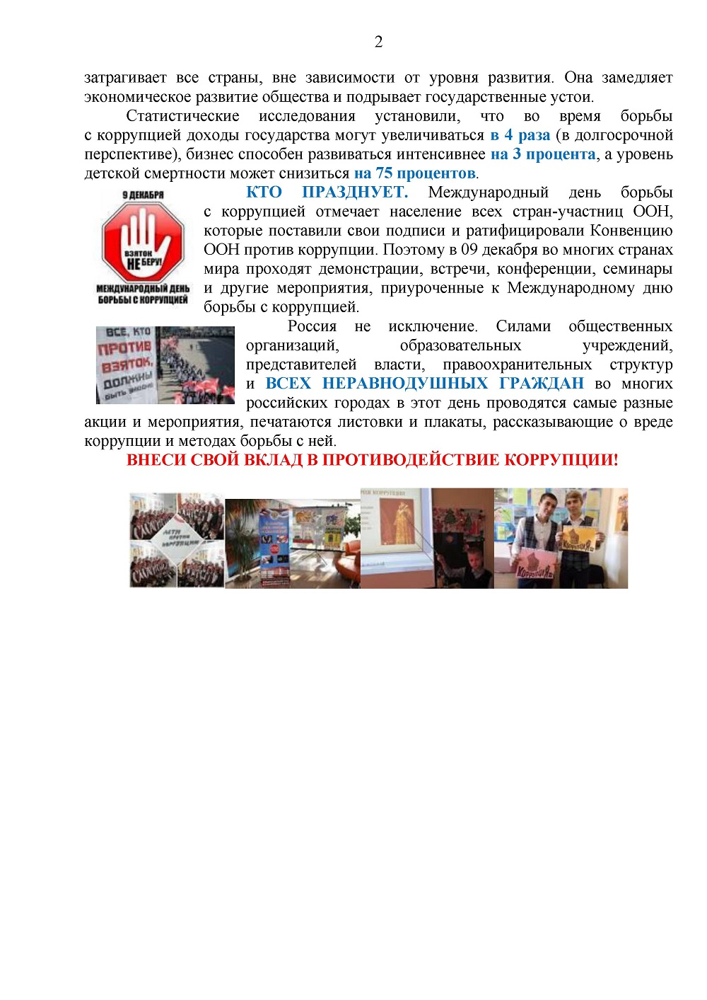 2
затрагивает все страны, вне зависимости от уровня развития. Она замедляет
экономическое развитие общества и подрывает государственные устои.
Статистические исследования установили, что во время борьбы
с коррупцией доходы государства могут увеличиваться в 4 раза (в долгосрочной
перспективе), бизнес способен развиваться интенсивнее на 3 процента, а уровень
детской смертности может снизиться на 75 процентов.
9 ДЕКАБРЯ
ВЗЯТОК
НЕ БЕРУ!
МЕЖДУНАРОДНЫЙ ДЕНЬ
БОРЬБЫ С КОРРУПЦИЕЙ
КТО ПРАЗДНУЕТ. Международный день борьбы
с коррупцией отмечает население всех стран-участниц ООН,
которые поставили свои подписи и ратифицировали Конвенцию
ООН против коррупции. Поэтому в 09 декабря во многих странах
мира проходят демонстрации, встречи, конференции, семинары
и другие мероприятия, приуроченные к Международному дню
борьбы с коррупцией.
ВСЕ, КТО
ПРОТИВ
ВЗЯТОК,
ДОЛЖНЫ
БЫТЬ
Россия не исключение. Силами общественных
организаций, образовательных учреждений,
представителей власти, правоохранительных структур
и ВСЕХ НЕРАВНОДУШНЫХ ГРАЖДАН во многих
российских городах в этот день проводятся самые разные
акции и мероприятия, печатаются листовки и плакаты, рассказывающие о вреде
коррупции и методах борьбы с ней.
ВНЕСИ СВОЙ ВКЛАД В ПРОТИВОДЕЙСТВИЕ КОРРУПЦИИ!
ДЕТИ
ПРОТИВ
КОРРУПЦИИ
КОРРУПЦИИ
КОРРУПЦИЯ
КОРРУПЦИЯ